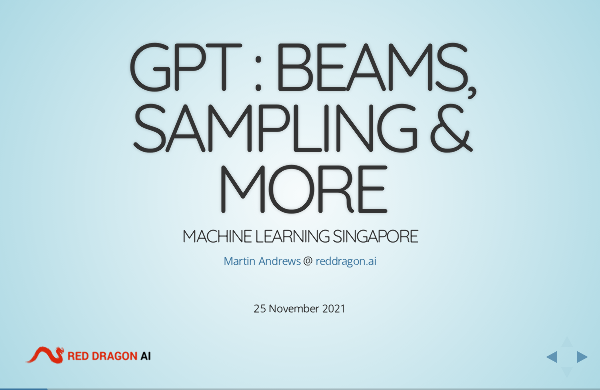 GPT : BEAMS,
SAMPLING &
MORE
MACHINE LEARNING SINGAPORE
Martin Andrews @ reddragon.ai
25 November 2021
RED DRAGON AI